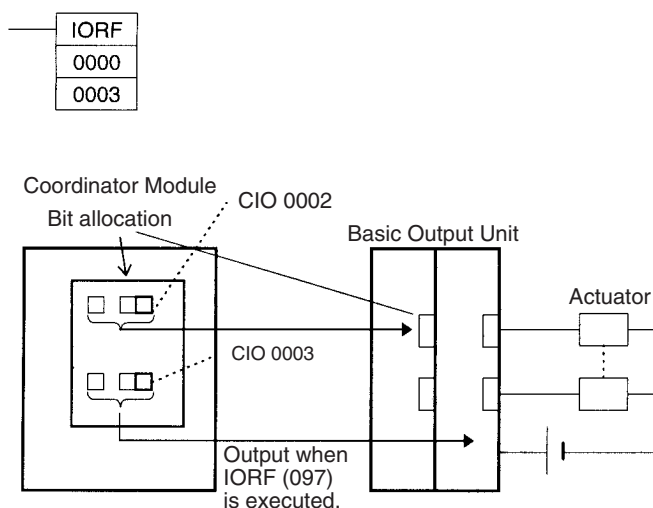 IORF
0000
0003
Coordinator Module
Bit allocation
CIO 0002
Basic Output Unit
Actuator
CIO 0003
Output when
IORF (097)
is executed.